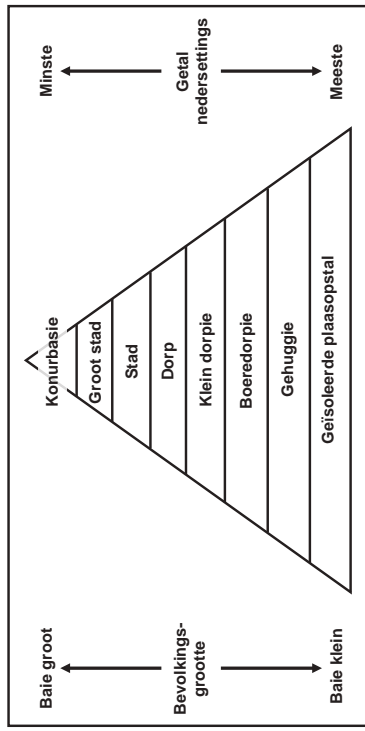 Baie groot
Bevolkings-
grootte
Baie klein
Konurbasie
Groot stad
Stad
Dorp
Klein dorpie
Boeredorpie
Gehuggie
Geïsoleerde plaasopstal
Minste
Getal
nedersettings
Meeste